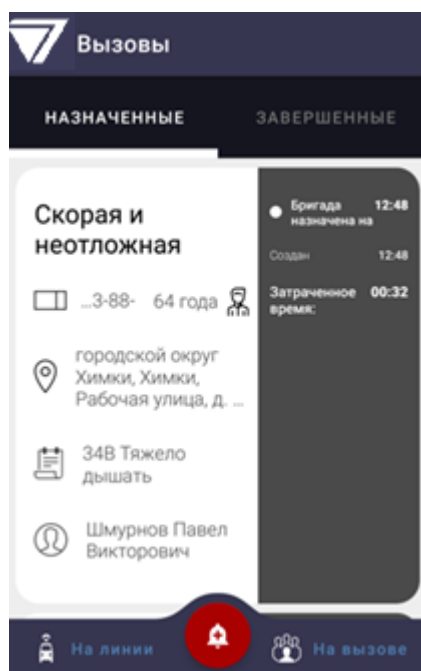 Вызовы
НАЗНАЧЕННЫЕ
ЗАВЕРШЕННЫЕ
Скорая и
неотложная
...3-88- 64 года
городской округ
Химки, Химки,
Рабочая улица, д. ...
34В Тяжело
дышать
Шмурнов Павел
Викторович
Бригада 12:48
назначена на
Создан 12:48
Затраченное 00:32
время:
На линии
На вызове